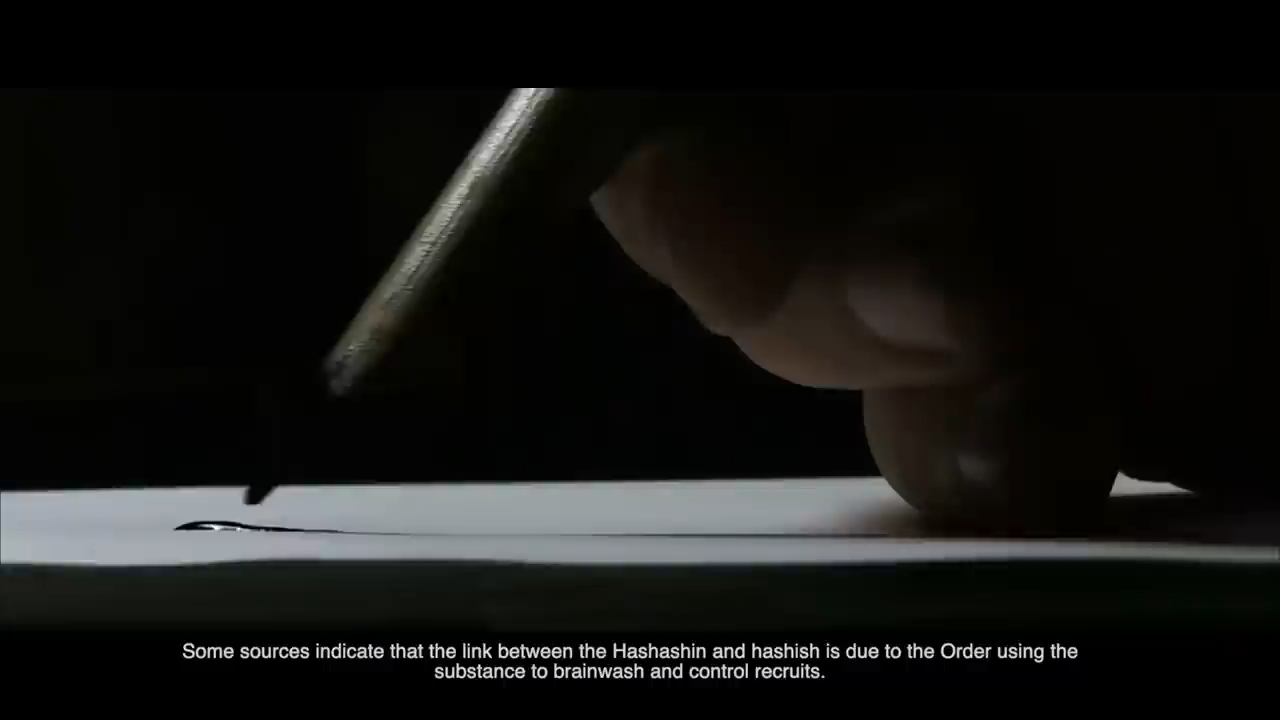 Some sources indicate that the link between the Hashashin and hashish is due to the Order using the
substance to brainwash and control recruits.